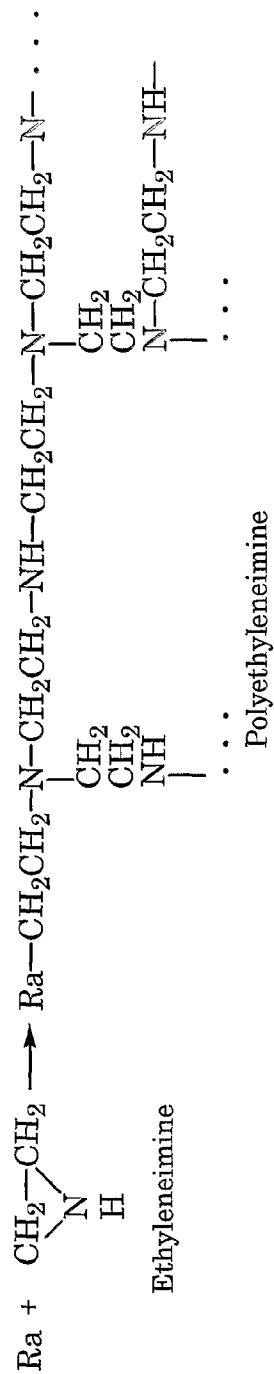 Ra + CH₂—CH₂ ⟶ Ra—CH₂CH₂—N—CH₂CH₂—NH—CH₂CH₂—N—CH₂CH₂—N— · · ·
N
H
CH₂
CH₂
NH
· · ·
CH₂
CH₂
N—CH₂CH₂—NH—
· · ·
Ethyleneimine
Polyethyleneimine